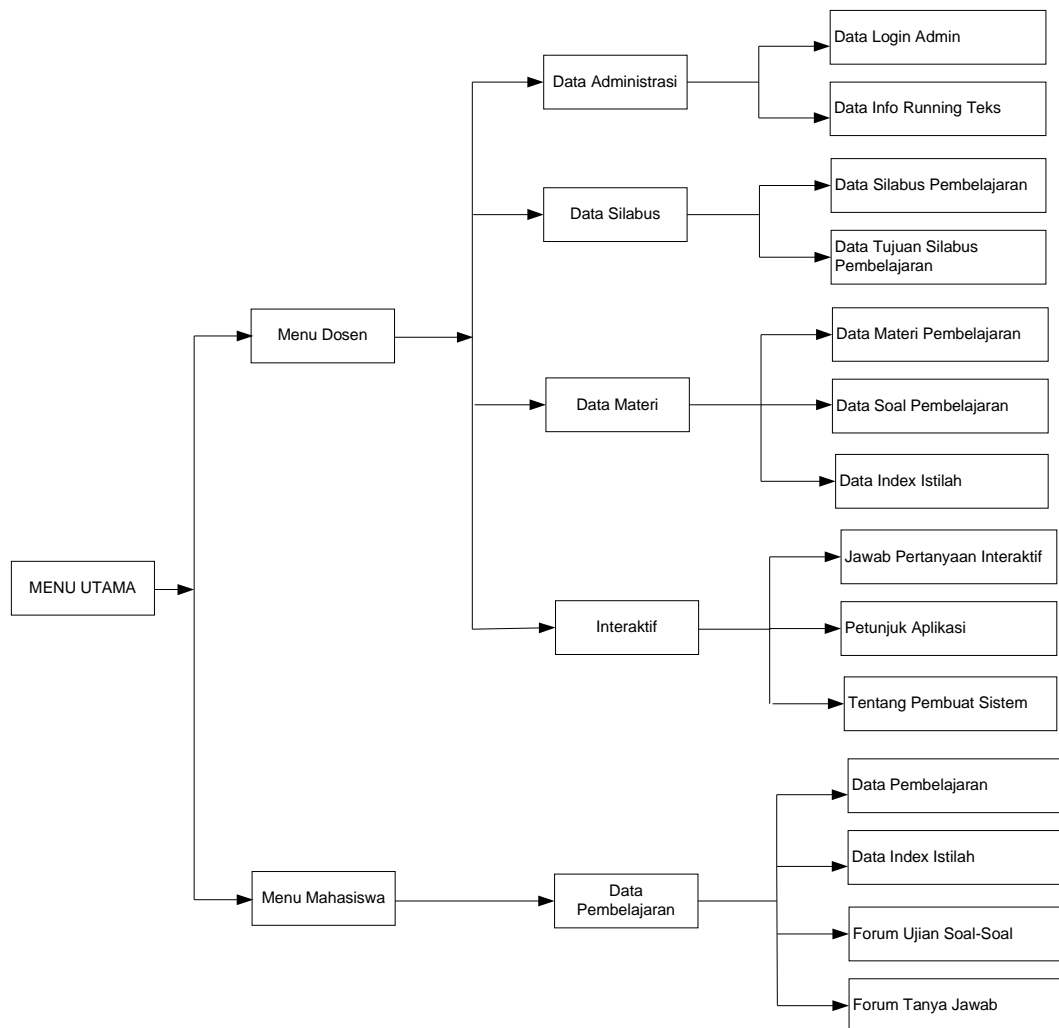 Data Login Admin
Data Administrasi
Data Info Running Teks
Data Silabus Pembelajaran
Data Silabus
Data Tujuan Silabus
Pembelajaran
Menu Dosen
Data Materi Pembelajaran
Data Materi
Data Soal Pembelajaran
Data Index Istilah
Jawab Pertanyaan Interaktif
MENU UTAMA
Interaktif
Petunjuk Aplikasi
Tentang Pembuat Sistem
Data Pembelajaran
Data Index Istilah
Menu Mahasiswa
Data
Pembelajaran
Forum Ujian Soal-Soal
Forum Tanya Jawab